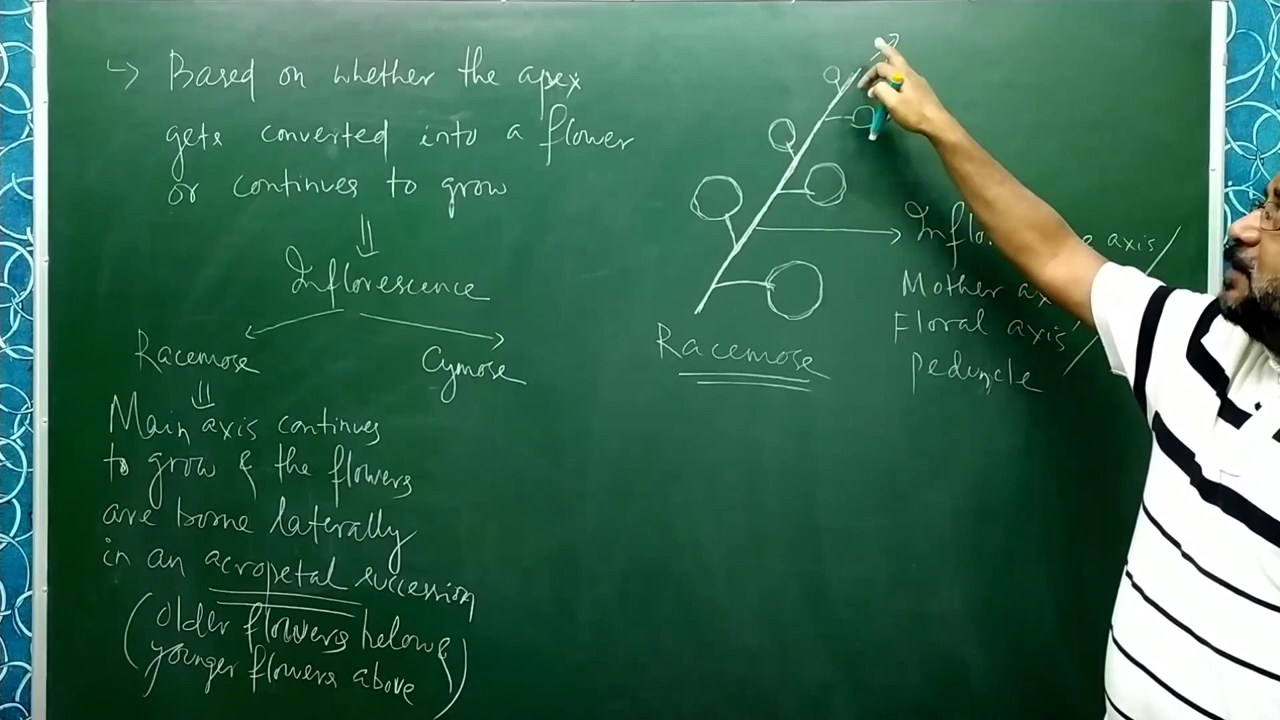 ↳ Based on whether the apex
gets converted into a flower
or continues to grow
Inflorescence
Racemose
Cymose
Main axis continues
to grow & the flowers
are borne laterally
in an acropetal succession
(older flowers below &
younger flowers above)
Racemose
axis/
Mother
Floral axis/
peduncle